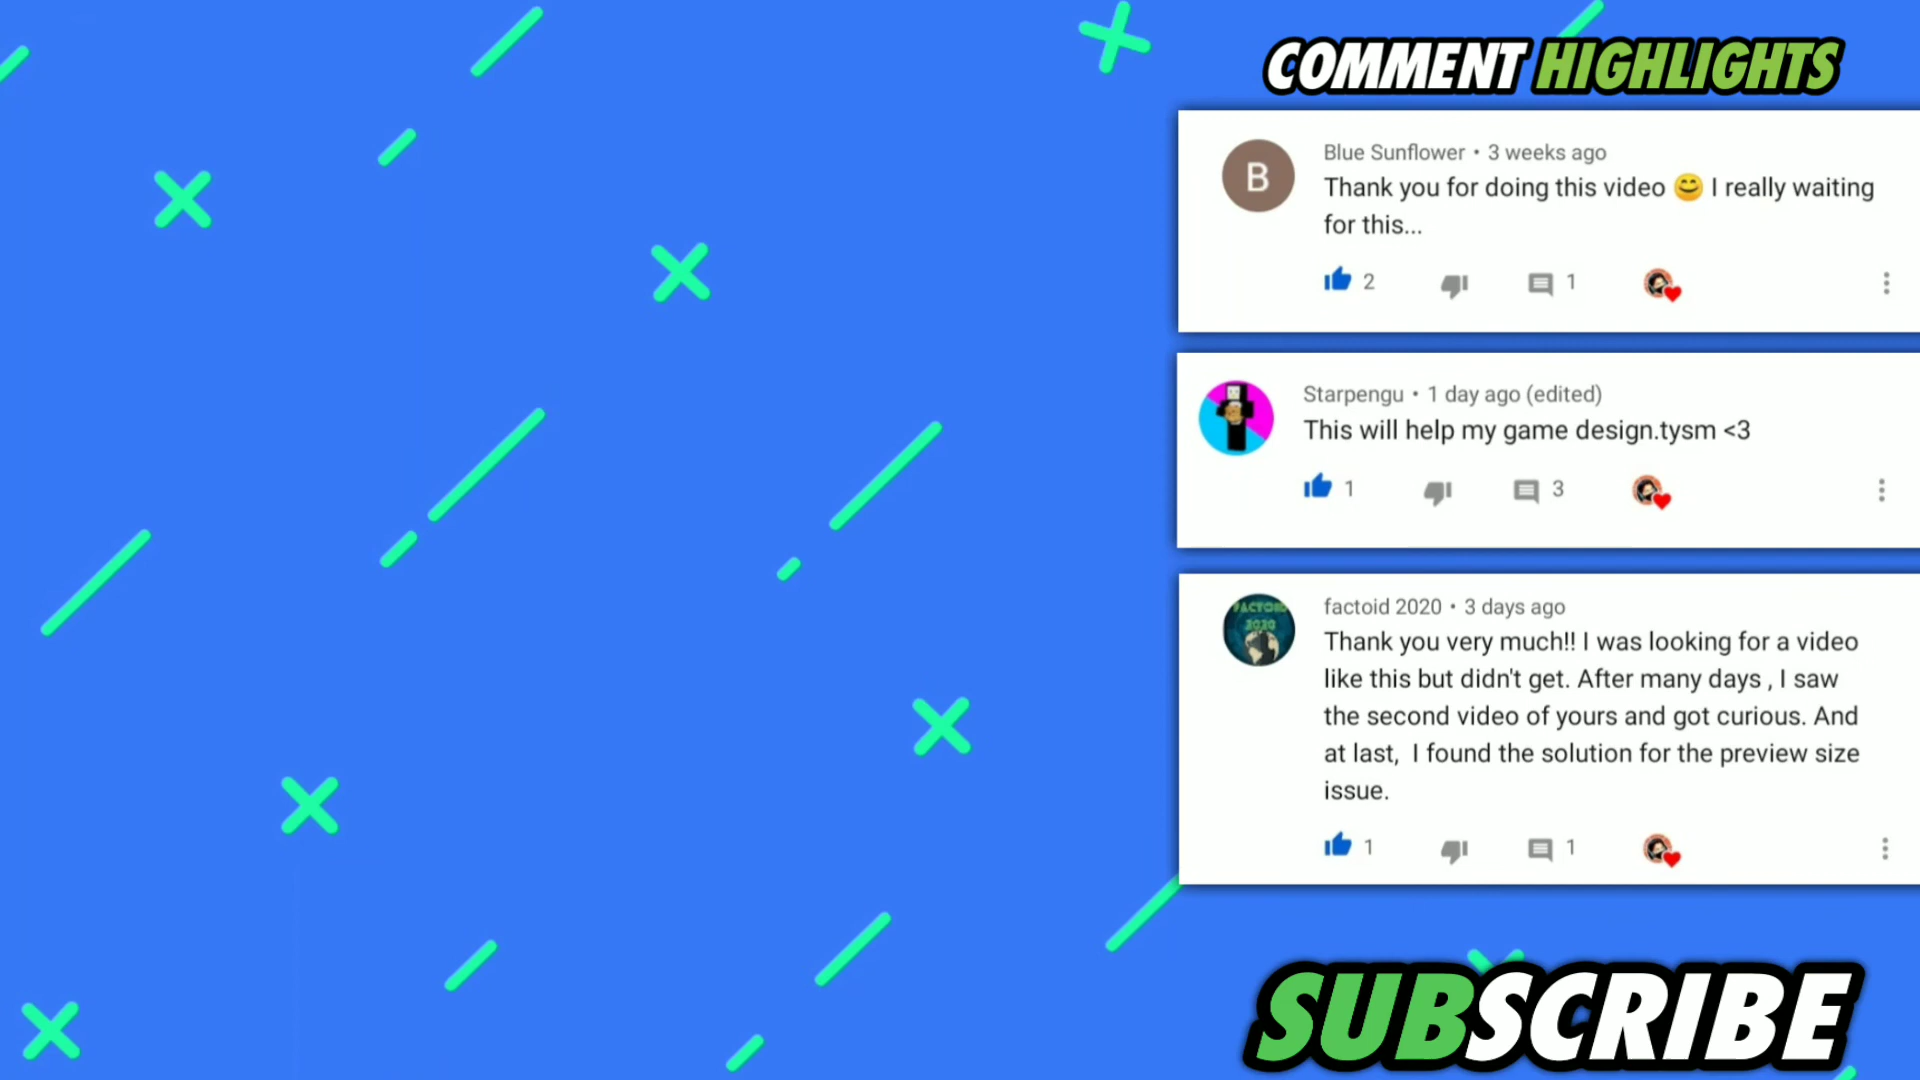 COMMENT HIGHLIGHTS
B
Blue Sunflower • 3 weeks ago
Thank you for doing this video 😊 I really waiting
for this...
2
1
Starpengu • 1 day ago (edited)
This will help my game design.tysm <3
1
3
FACTOID
2020
factoid 2020 • 3 days ago
Thank you very much!! I was looking for a video
like this but didn't get. After many days , I saw
the second video of yours and got curious. And
at last,  I found the solution for the preview size
issue.
1
1
SUBSCRIBE